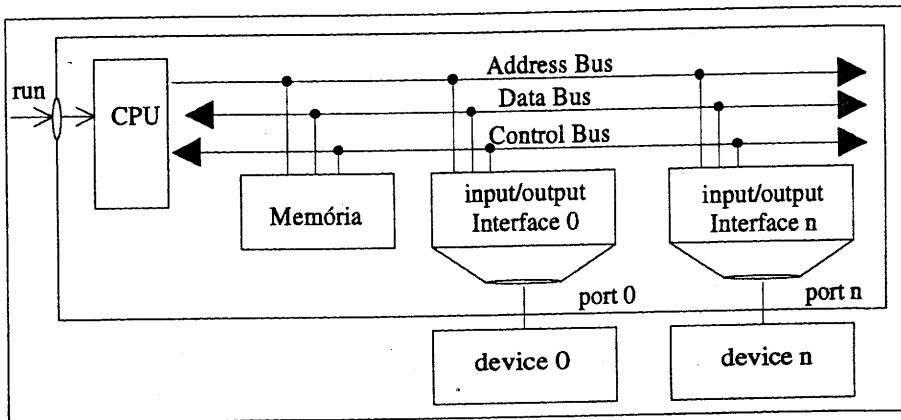 run
CPU
Address Bus
Data Bus
Control Bus
Memória
input/output
Interface 0
input/output
Interface n
port 0
port n
device 0
device n